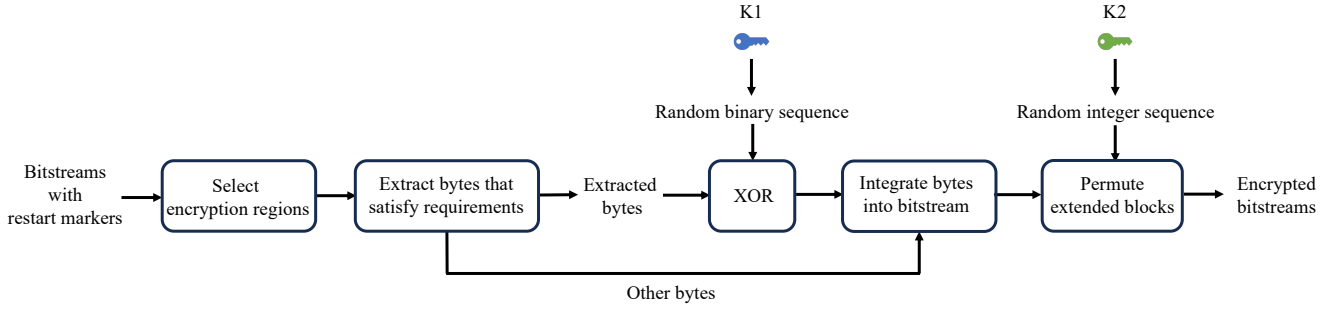 K1
K2
Random binary sequence
Random integer sequence
Bitstreams
with
restart markers
Select
encryption regions
Extract bytes that
satisfy requirements
Extracted
bytes
XOR
Integrate bytes
into bitstream
Permute
extended blocks
Encrypted
bitstreams
Other bytes